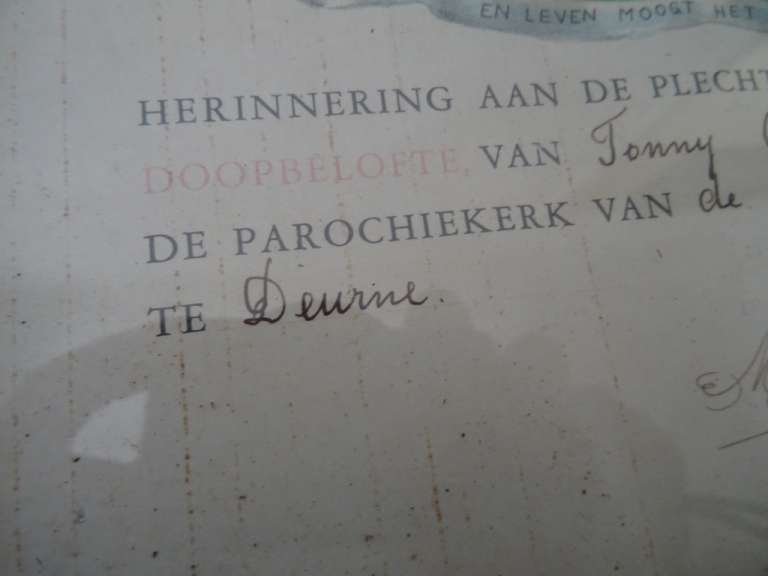 EN LEVEN MOOGT HET
HERINNERING AAN DE PLECHT
DOOPBELOFTE, VAN Tonny
DE PAROCHIEKERK VAN de
TE Deurne.